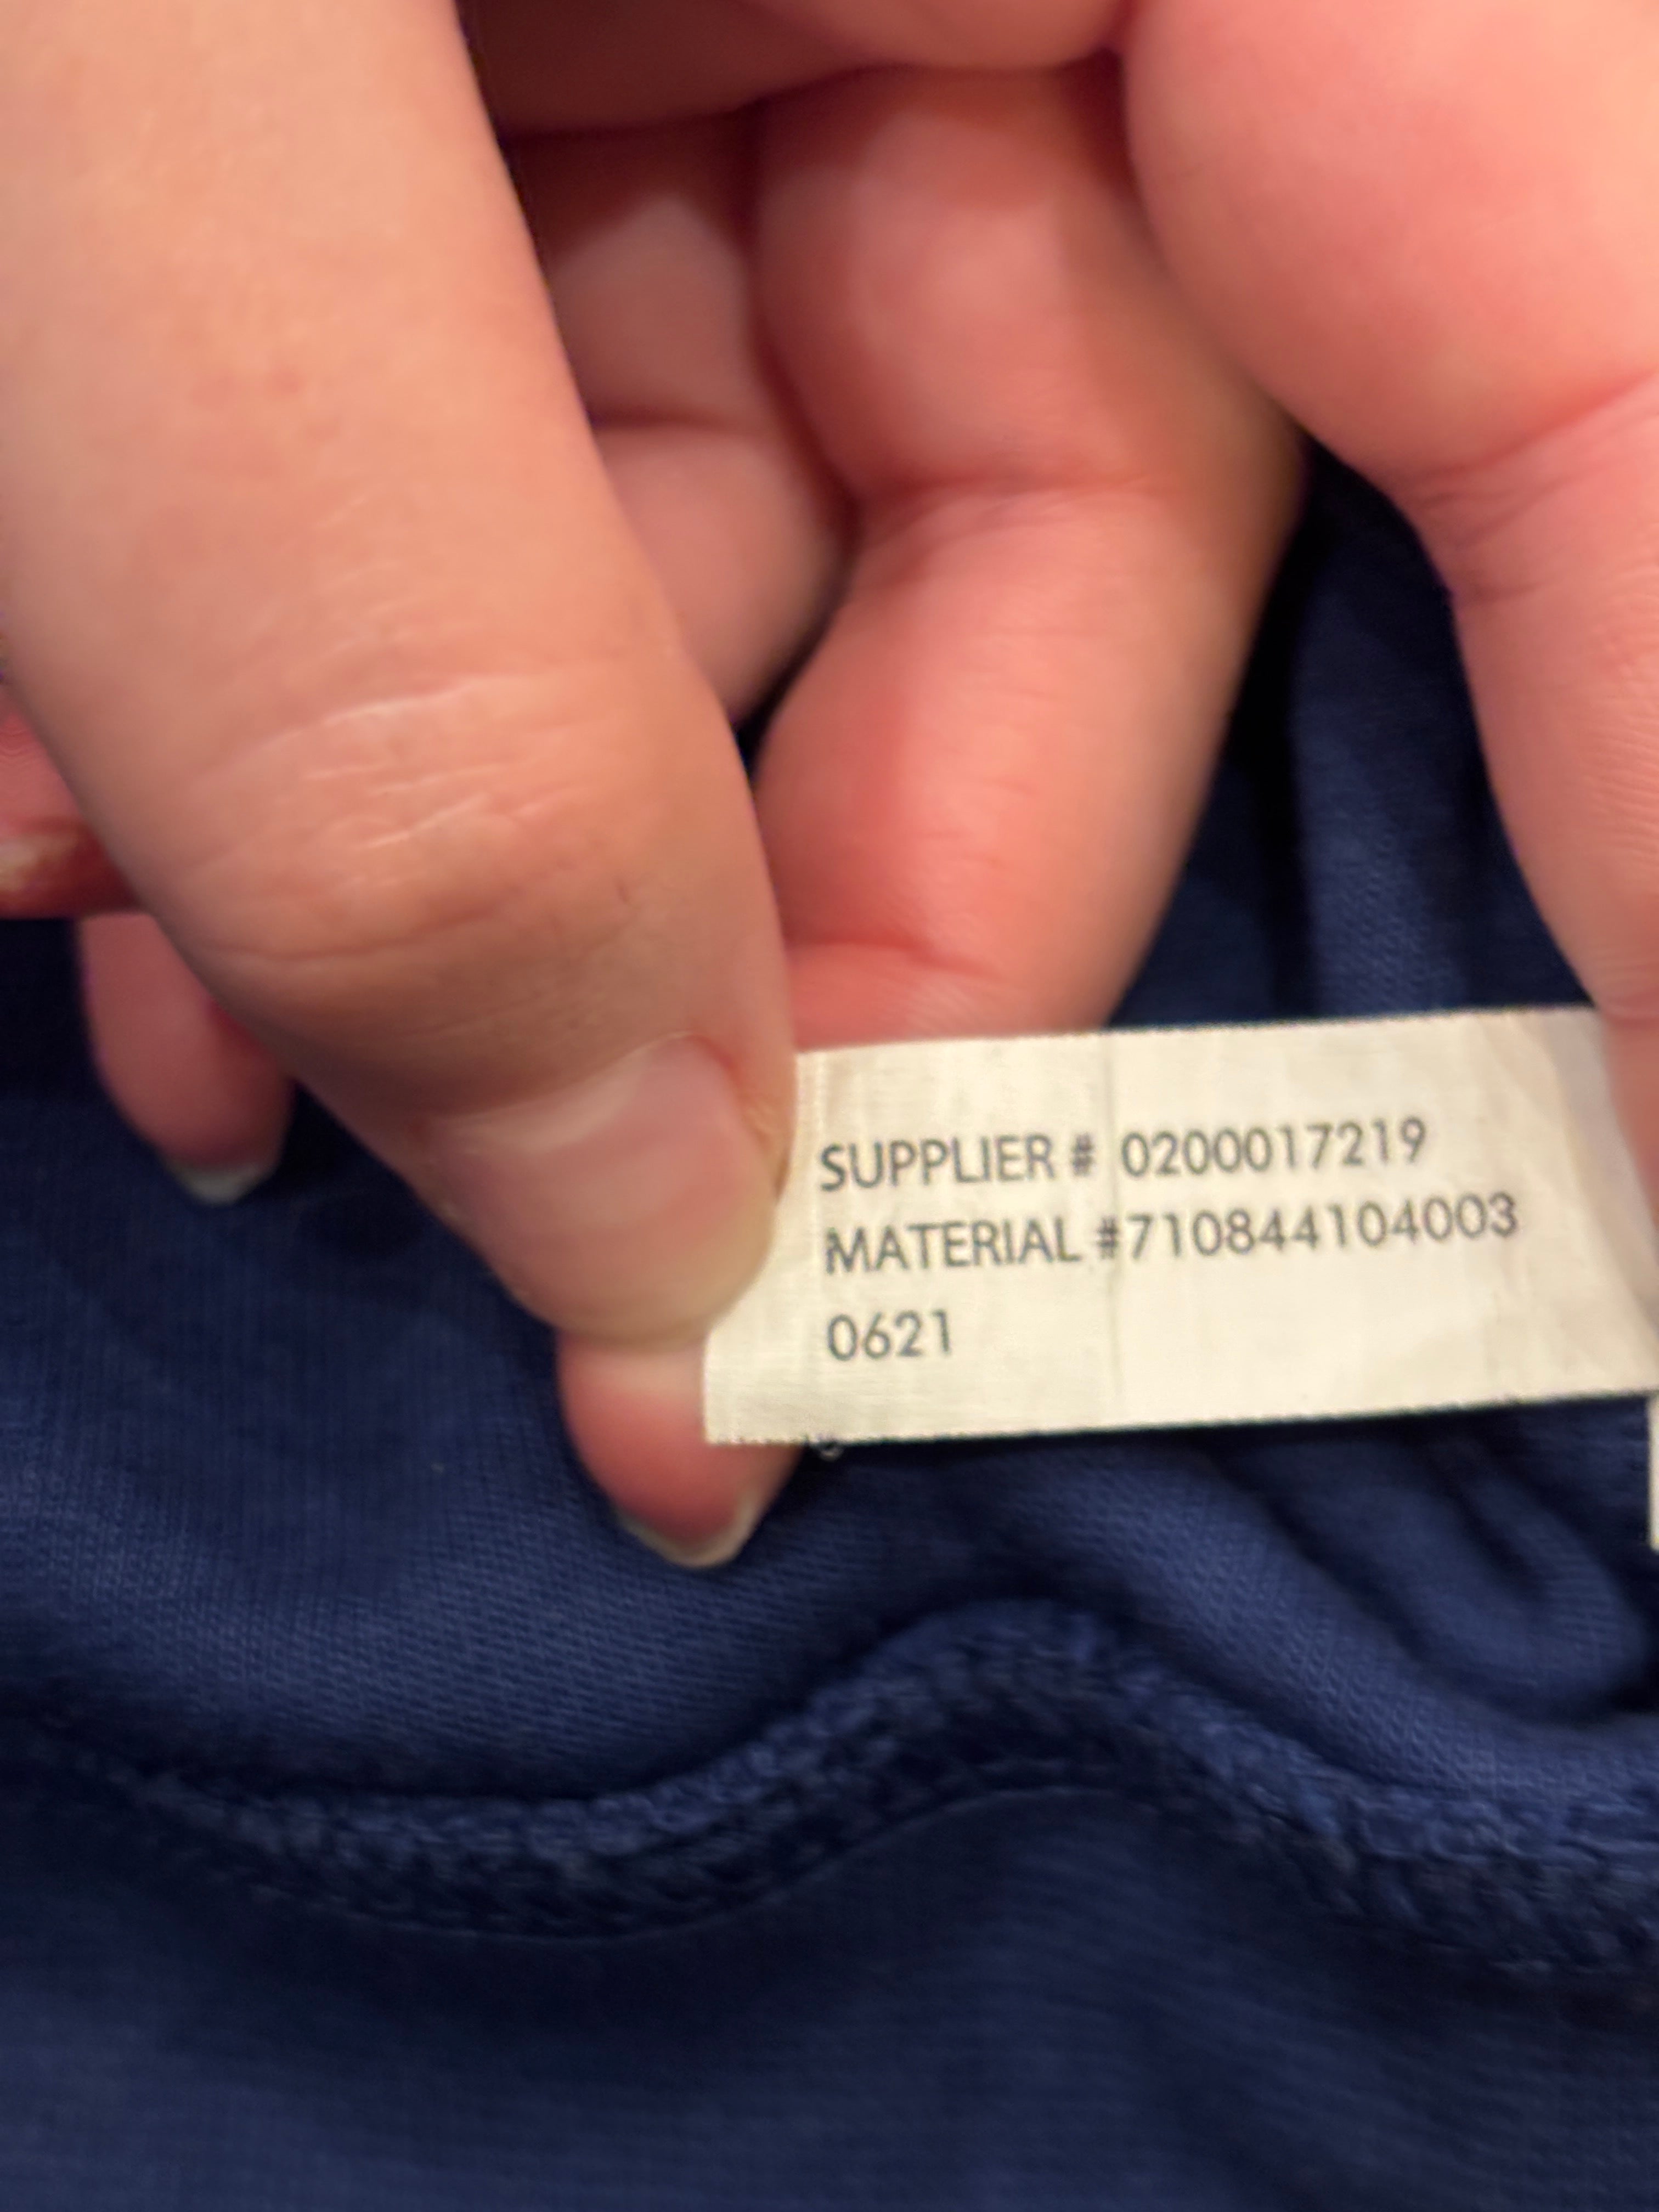 SUPPLIER # 0200017219
MATERIAL #710844104003
0621